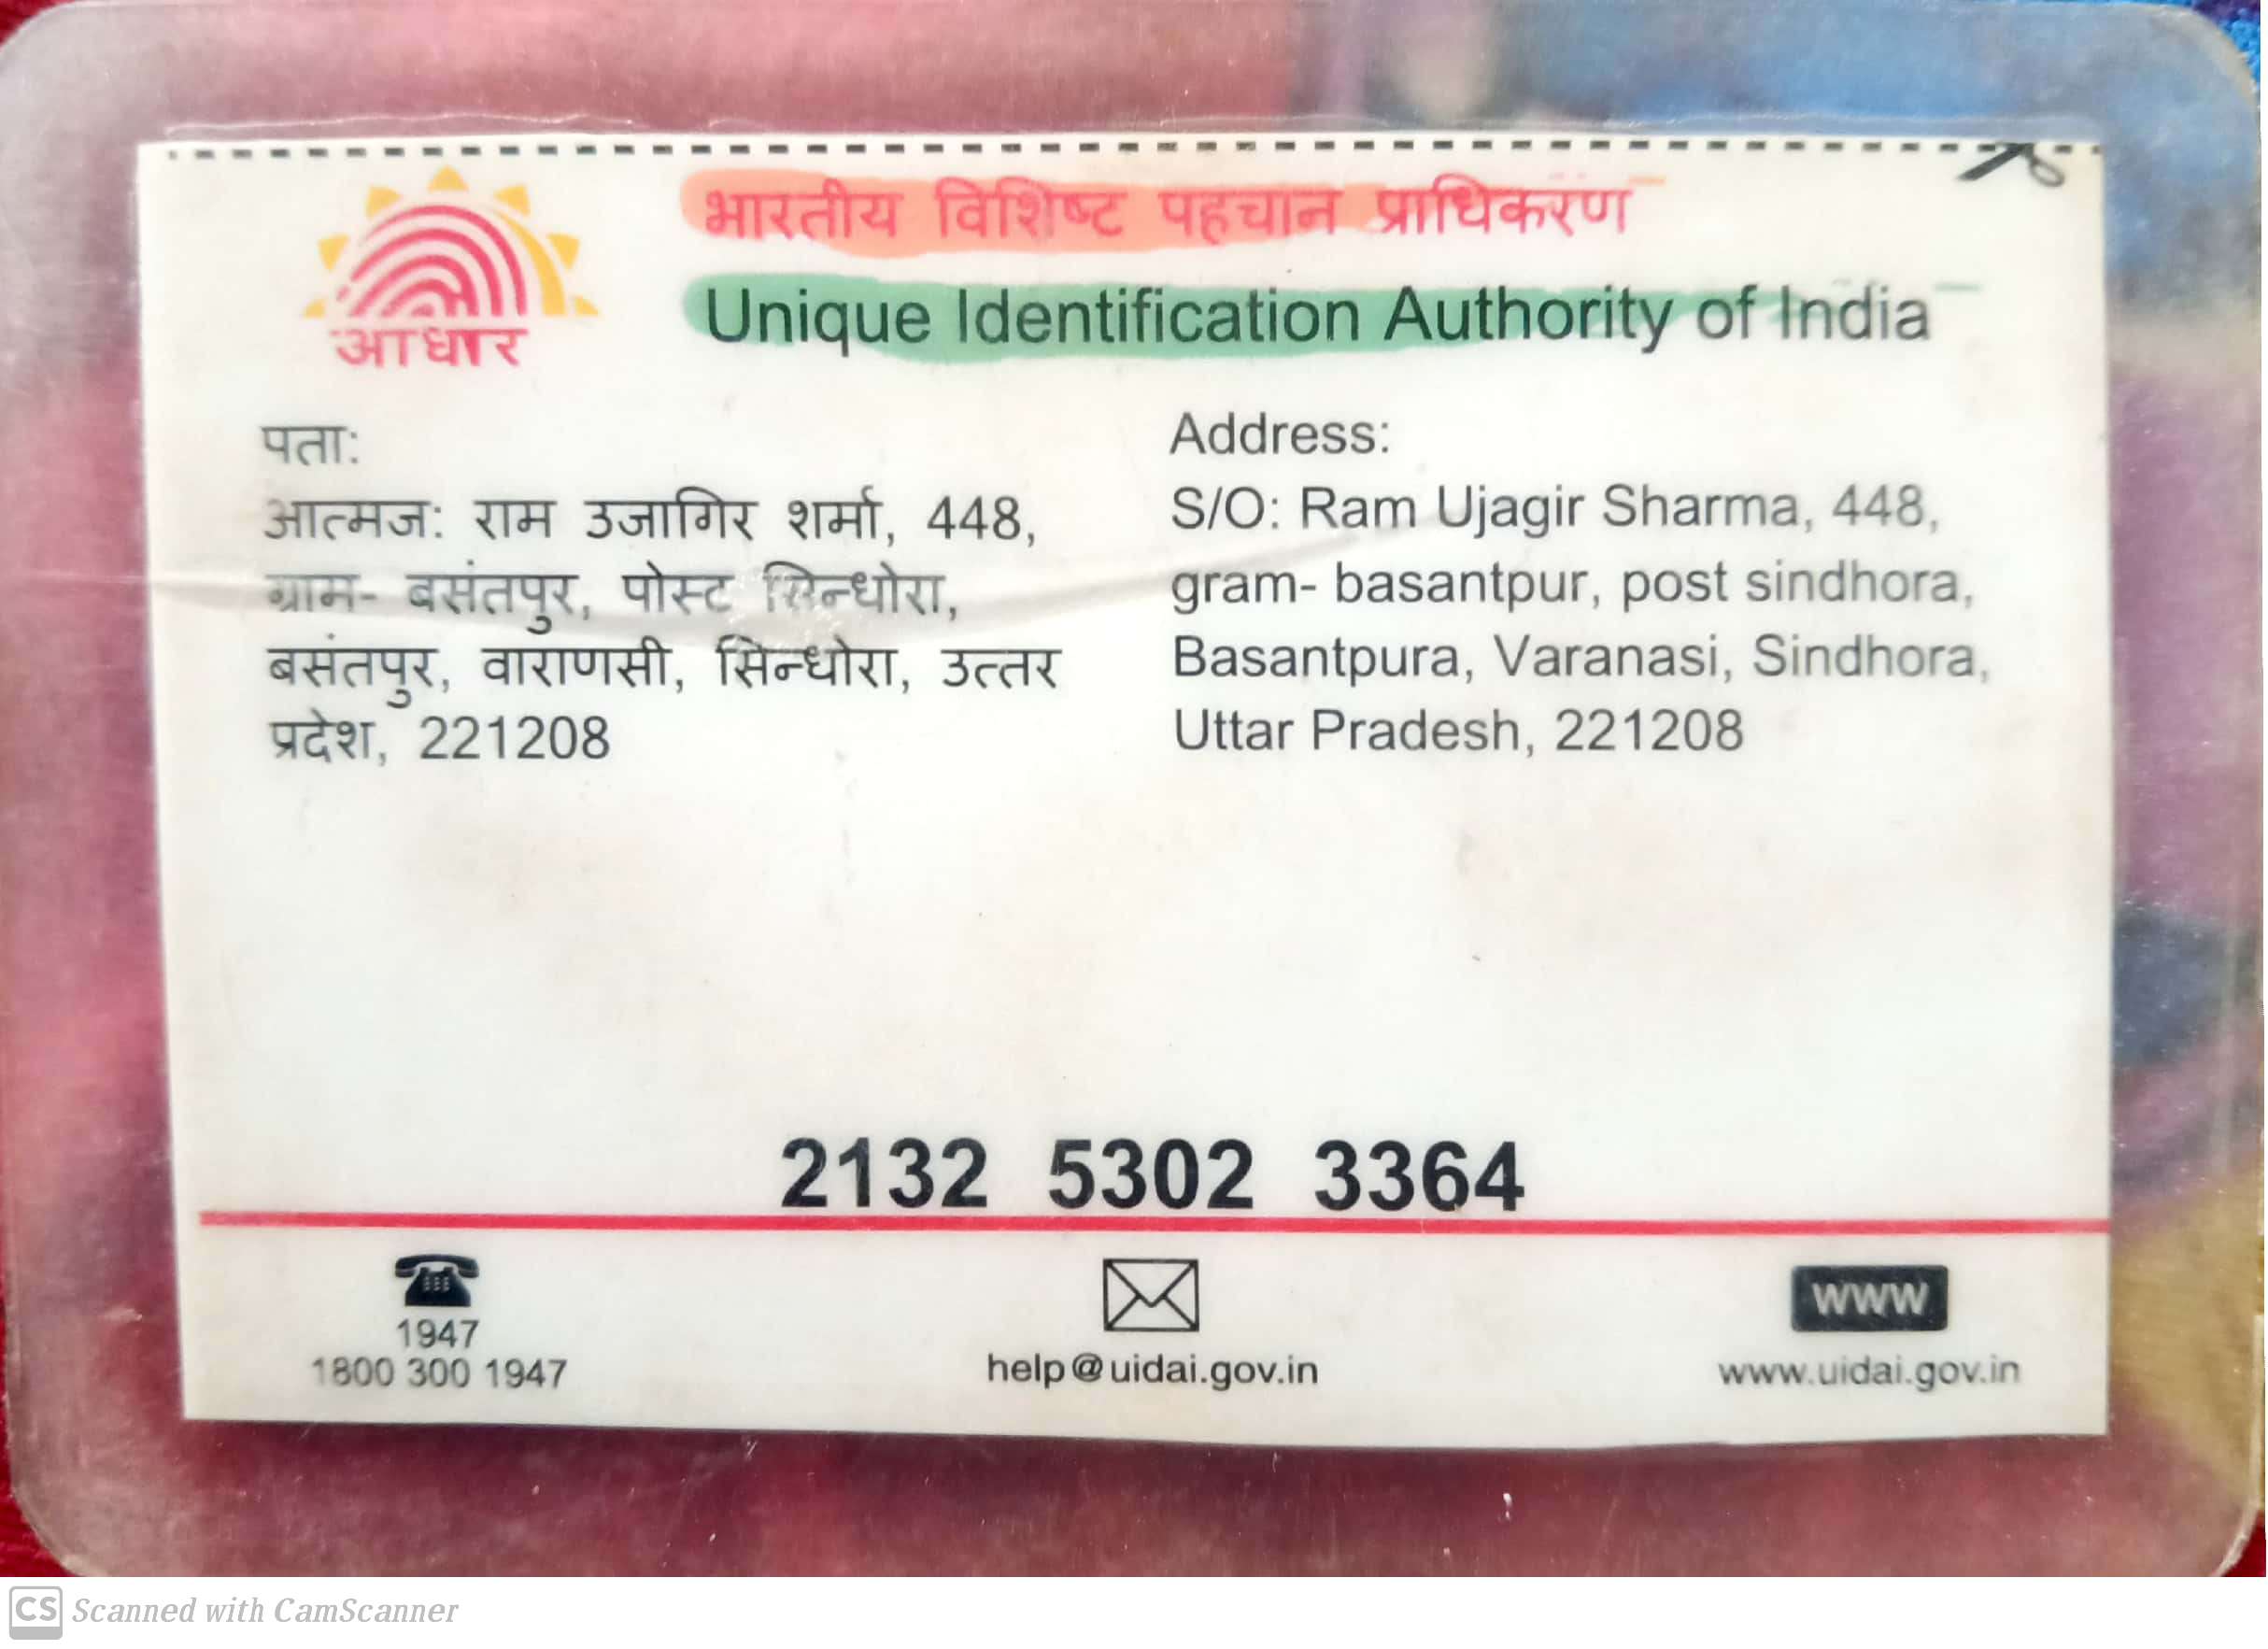 भारतीय विशिष्ट पहचान प्राधिकरण
Unique Identification Authority of India
आधार
पता:
आत्मज: राम उजागिर शर्मा, 448,
ग्राम- बसंतपुर, पोस्ट सिन्धोरा,
बसंतपुर, वाराणसी, सिन्धोरा, उत्तर
प्रदेश, 221208
Address:
S/O: Ram Ujagir Sharma, 448,
gram- basantpur, post sindhora,
Basantpura, Varanasi, Sindhora,
Uttar Pradesh, 221208
2132 5302 3364
1947
1800 300 1947
help@uidai.gov.in
WWW
www.uidai.gov.in
CS Scanned with CamScanner